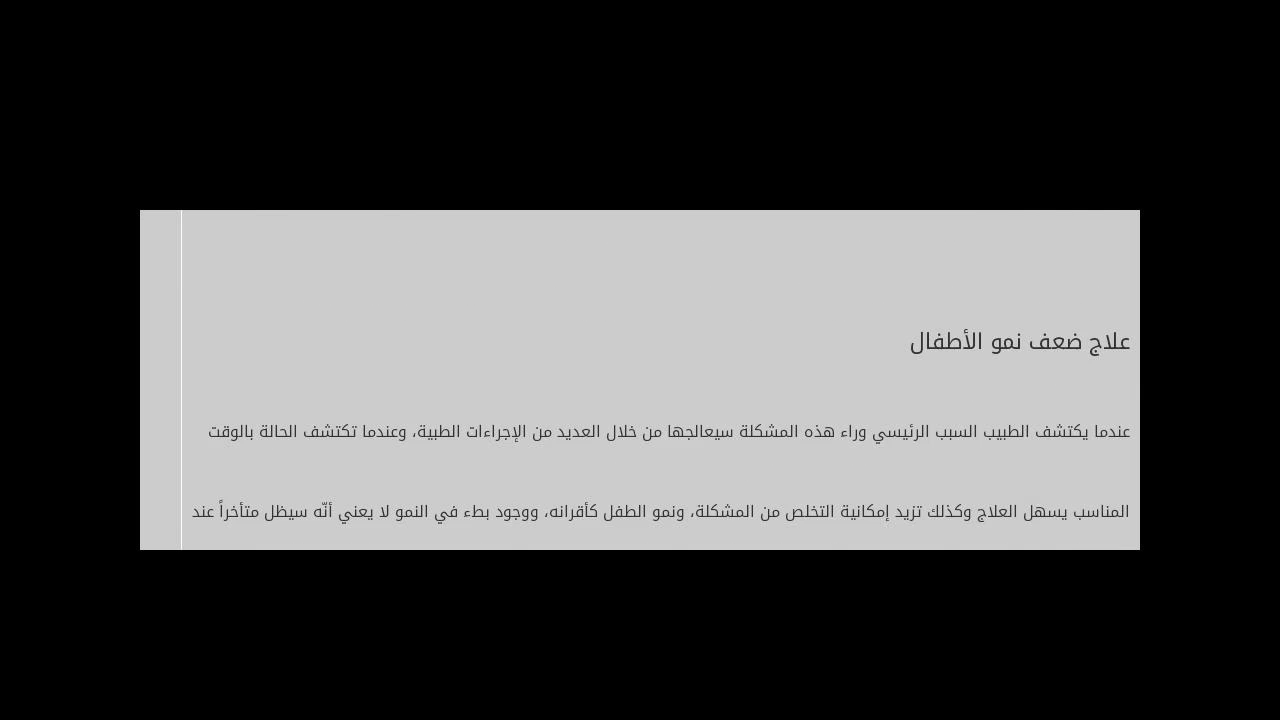 علاج ضعف نمو الأطفال
عندما يكتشف الطبيب السبب الرئيسي وراء هذه المشكلة سيعالجها من خلال العديد من الإجراءات الطبية، وعندما تكتشف الحالة بالوقت
المناسب يسهل العلاج وكذلك تزيد إمكانية التخلص من المشكلة، ونمو الطفل كأقرانه، ووجود بطء في النمو لا يعني أنّه سيظل متأخراً عند